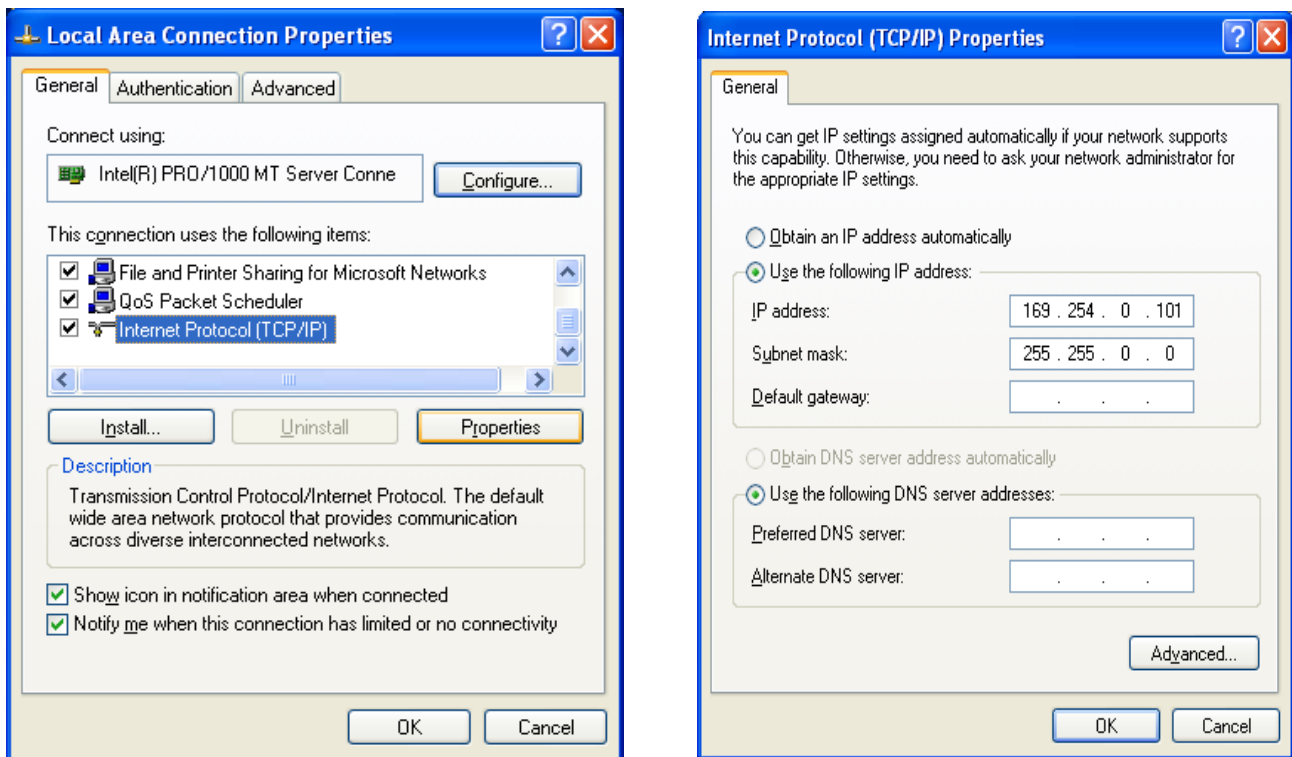 Local Area Connection Properties
General Authentication Advanced
Connect using:
Intel(R) PRO/1000 MT Server Conne
Configure...
This connection uses the following items:
File and Printer Sharing for Microsoft Networks
QoS Packet Scheduler
Internet Protocol (TCP/IP)
Install... Uninstall Properties
Description
Transmission Control Protocol/Internet Protocol. The default
wide area network protocol that provides communication
across diverse interconnected networks.
Show icon in notification area when connected
Notify me when this connection has limited or no connectivity
OK Cancel
Internet Protocol (TCP/IP) Properties
General
You can get IP settings assigned automatically if your network supports
this capability. Otherwise, you need to ask your network administrator for
the appropriate IP settings.
Obtain an IP address automatically
Use the following IP address:
IP address: 169 . 254 . 0 . 101
Subnet mask: 255 . 255 . 0 . 0
Default gateway: . . .
Obtain DNS server address automatically
Use the following DNS server addresses:
Preferred DNS server: . . .
Alternate DNS server: . . .
Advanced...
OK Cancel